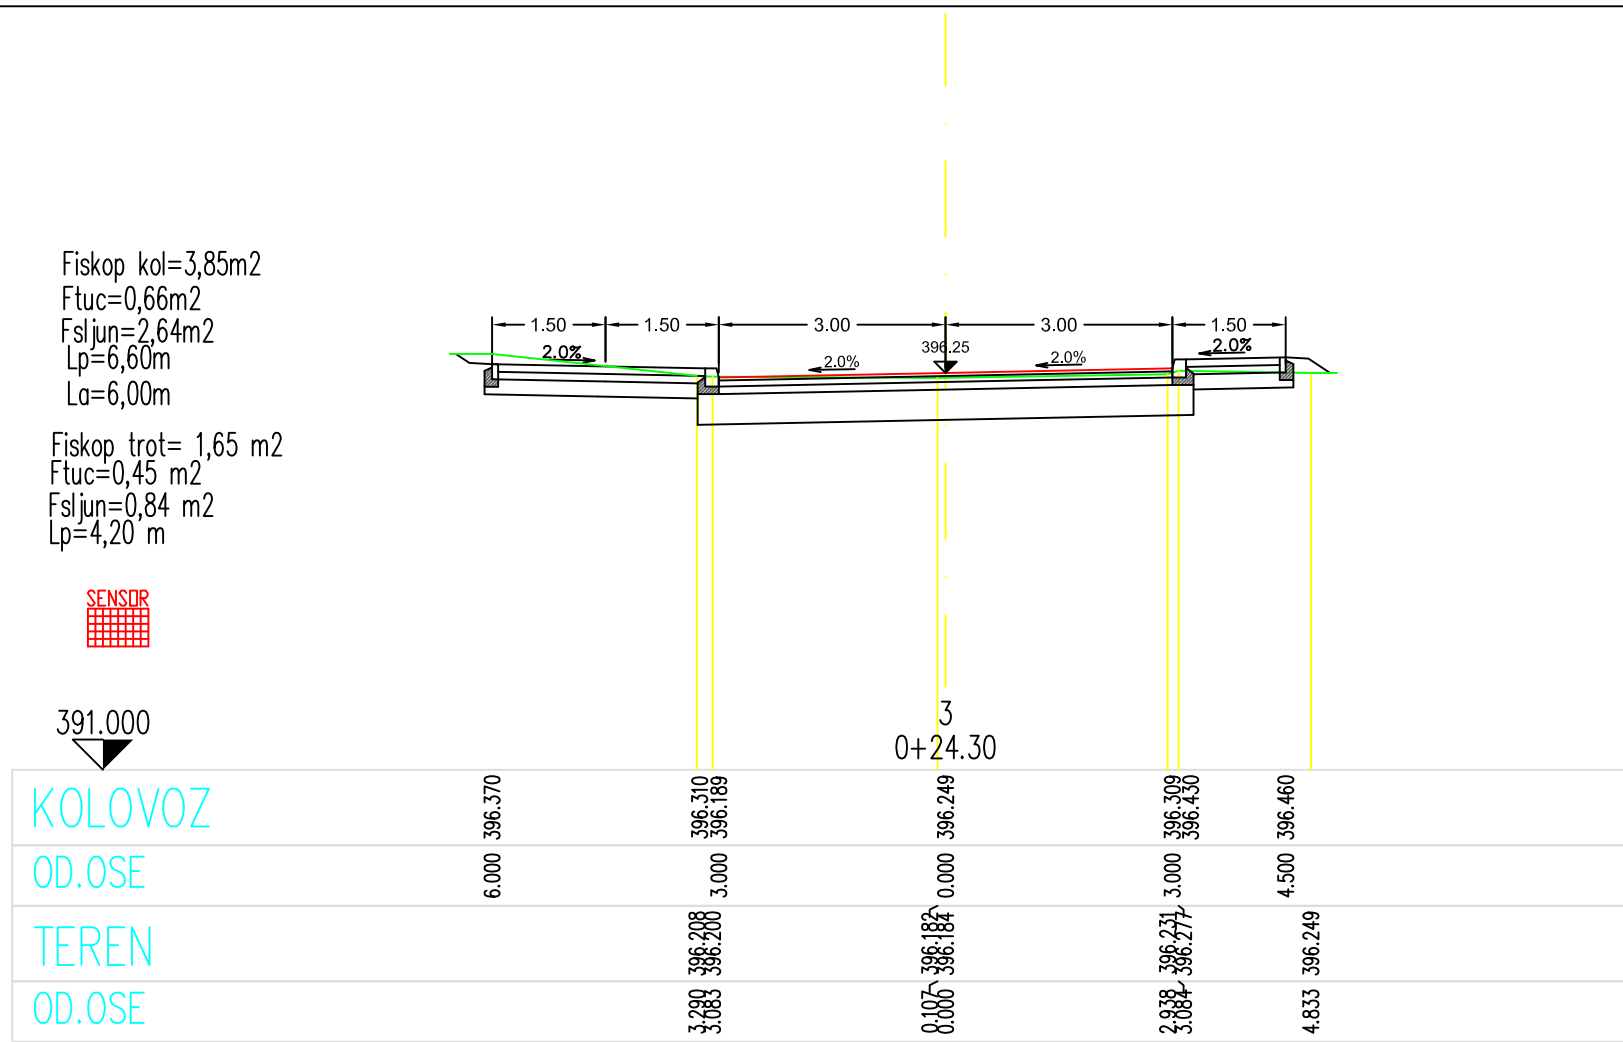 Fiskop kol=3,85m2
Ftuc=0,66m2
Fsljun=2,64m2
Lp=6,60m
La=6,00m
Fiskop trot= 1,65 m2
Ftuc=0,45 m2
Fsljun=0,84 m2
Lp=4,20 m
SENSOR
391.000
1.50 1.50 3.00 3.00 1.50
2.0% 2.0% 396.25 2.0% 2.0%
3
0+24.30
KOLOVOZ 396.370 396.310 396.189 396.249 396.309 396.430 396.460
OD.OSE 6.000 3.000 0.000 3.000 4.500
TEREN 396.208 396.200 396.182 396.184 396.231 396.277 396.249
OD.OSE 3.290 3.083 0.107 0.000 2.938 3.084 4.833